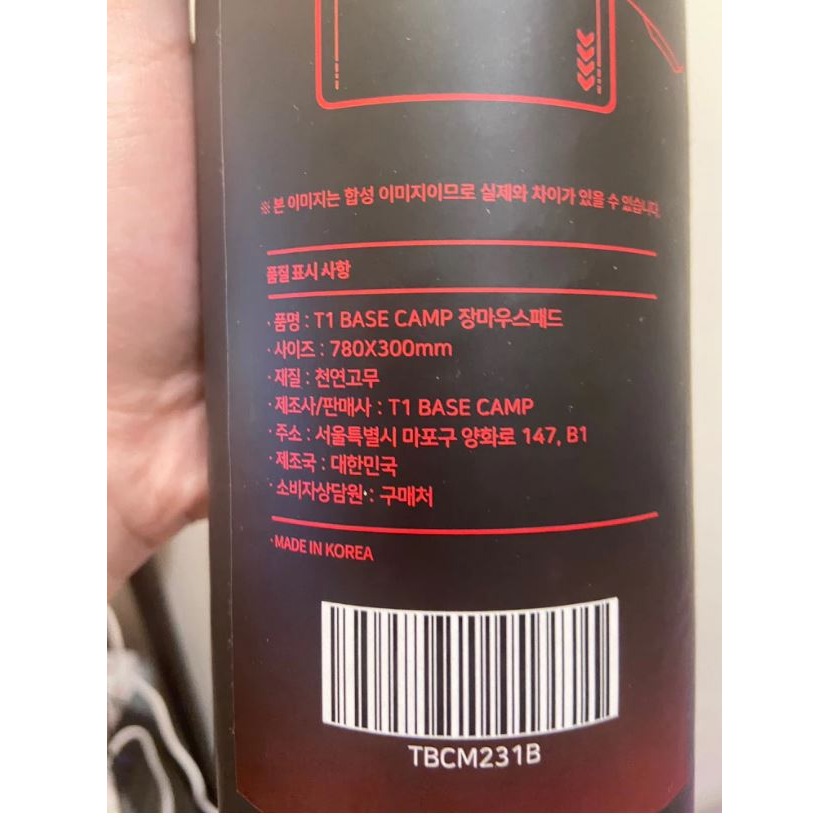 ※ 본 이미지는 합성 이미지이므로 실제와 차이가 있을 수 있습니다.
품질 표시 사항
· 품명 : T1 BASE CAMP 장마우스패드
· 사이즈 : 780X300mm
· 재질 : 천연고무
· 제조사/판매사 : T1 BASE CAMP
· 주소 : 서울특별시 마포구 양화로 147, B1
· 제조국 : 대한민국
· 소비자상담원 : 구매처
· MADE IN KOREA
TBCM231B